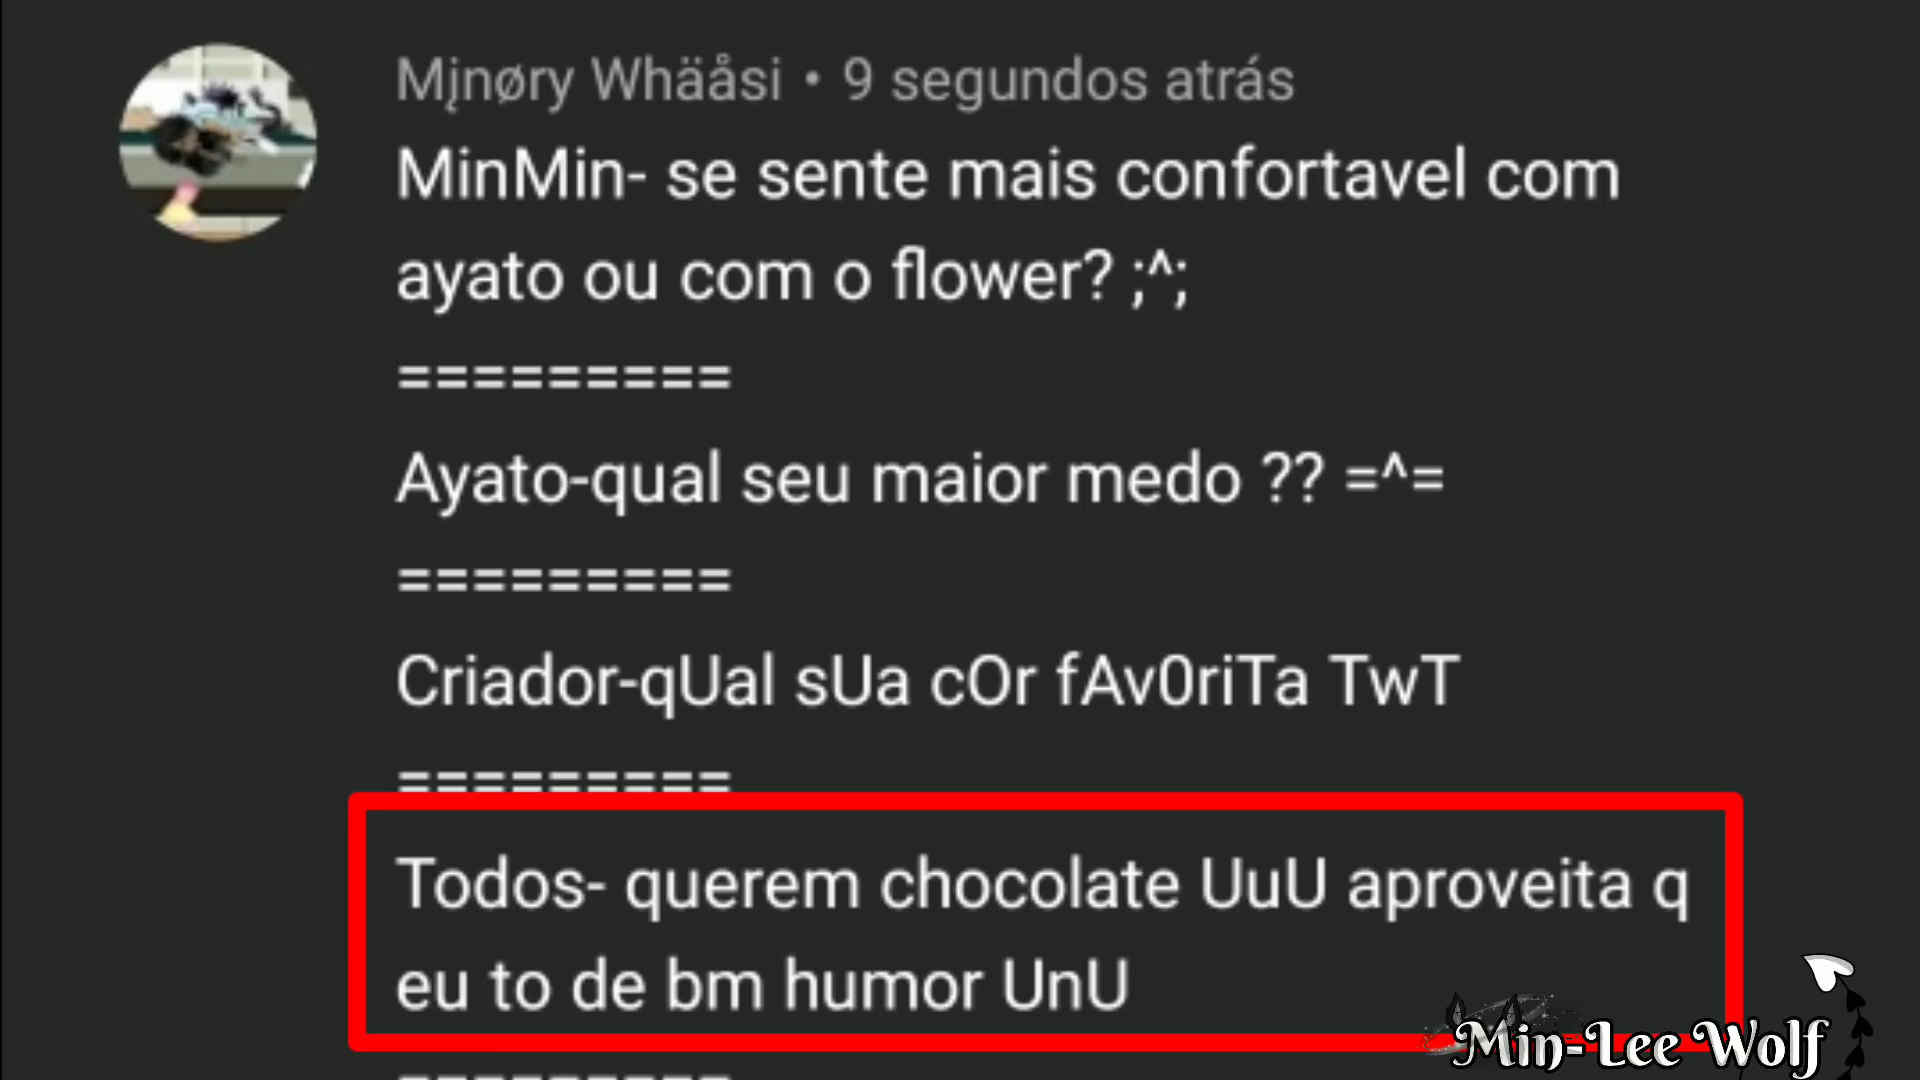 Mįnøry Whäåsi • 9 segundos atrás
MinMin- se sente mais confortavel com
ayato ou com o flower? ;^;
=========
Ayato-qual seu maior medo ?? =^=
=========
Criador-qUal sUa cOr fAv0riTa TwT
=========
Todos- querem chocolate UuU aproveita q
eu to de bm humor UnU
=========
Min-Lee Wolf